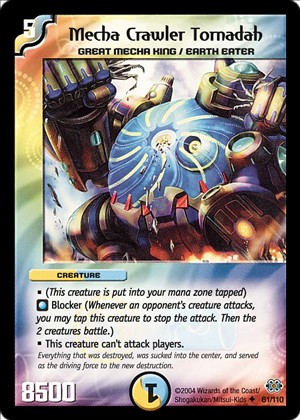 9
Mecha Crawler Tornadah
GREAT MECHA KING / EARTH EATER
CREATURE
▪ (This creature is put into your mana zone tapped)
Blocker (Whenever an opponent's creature attacks,
you may tap this creature to stop the attack. Then the
2 creatures battle.)
▪ This creature can't attack players.
Everything that was destroyed, was sucked into the center, and served
as the driving force to the new destruction.
8500
1
©2004 Wizards of the Coast/
Shogakukan/Mitsui-Kids ♦ 61/110